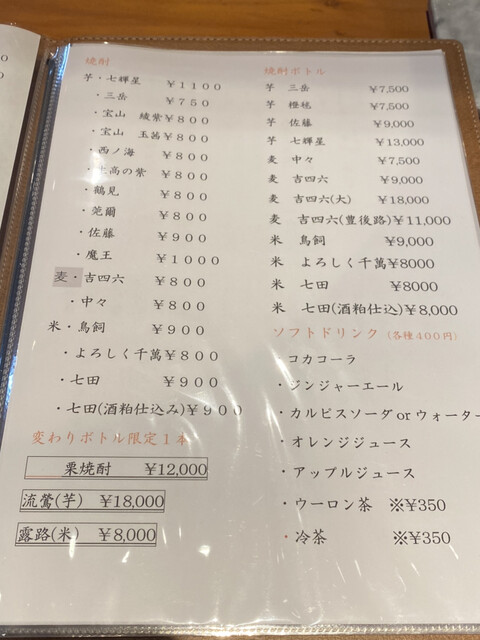 焼酎
芋・七輝星 ¥1100
・三岳 ¥750
・宝山 綾紫¥800
・宝山 玉茜¥800
・西ノ海 ¥800
高の紫 ¥800
・鶴見 ¥800
・莞爾 ¥800
・佐藤 ¥900
・魔王 ¥1000
麦・吉四六 ¥800
・中々 ¥800
米・鳥飼 ¥900
・よろしく千萬¥800
・七田 ¥900
・七田(酒粕仕込み)¥900
変わりボトル限定1本
栗焼酎 ¥12,000
流鶯(芋) ¥18,000
露路(米) ¥8,000
焼酎ボトル
芋 三岳 ¥7,500
芋 ¥7,500
芋 佐藤 ¥9,000
芋 七輝星 ¥13,000
麦 中々 ¥7,500
麦 吉四六 ¥9,000
麦 吉四六(大) ¥18,000
麦 吉四六(豊後路)¥11,000
米 鳥飼 ¥9,000
米 よろしく千萬¥8000
米 七田 ¥8000
米 七田(酒粕仕込)¥8,000
ソフトドリンク (各種400円)
コカコーラ
・ジンジャーエール
・カルピスソーダorウォーター
・オレンジジュース
・アップルジュース
・ウーロン茶 ※¥350
・冷茶 ※¥350